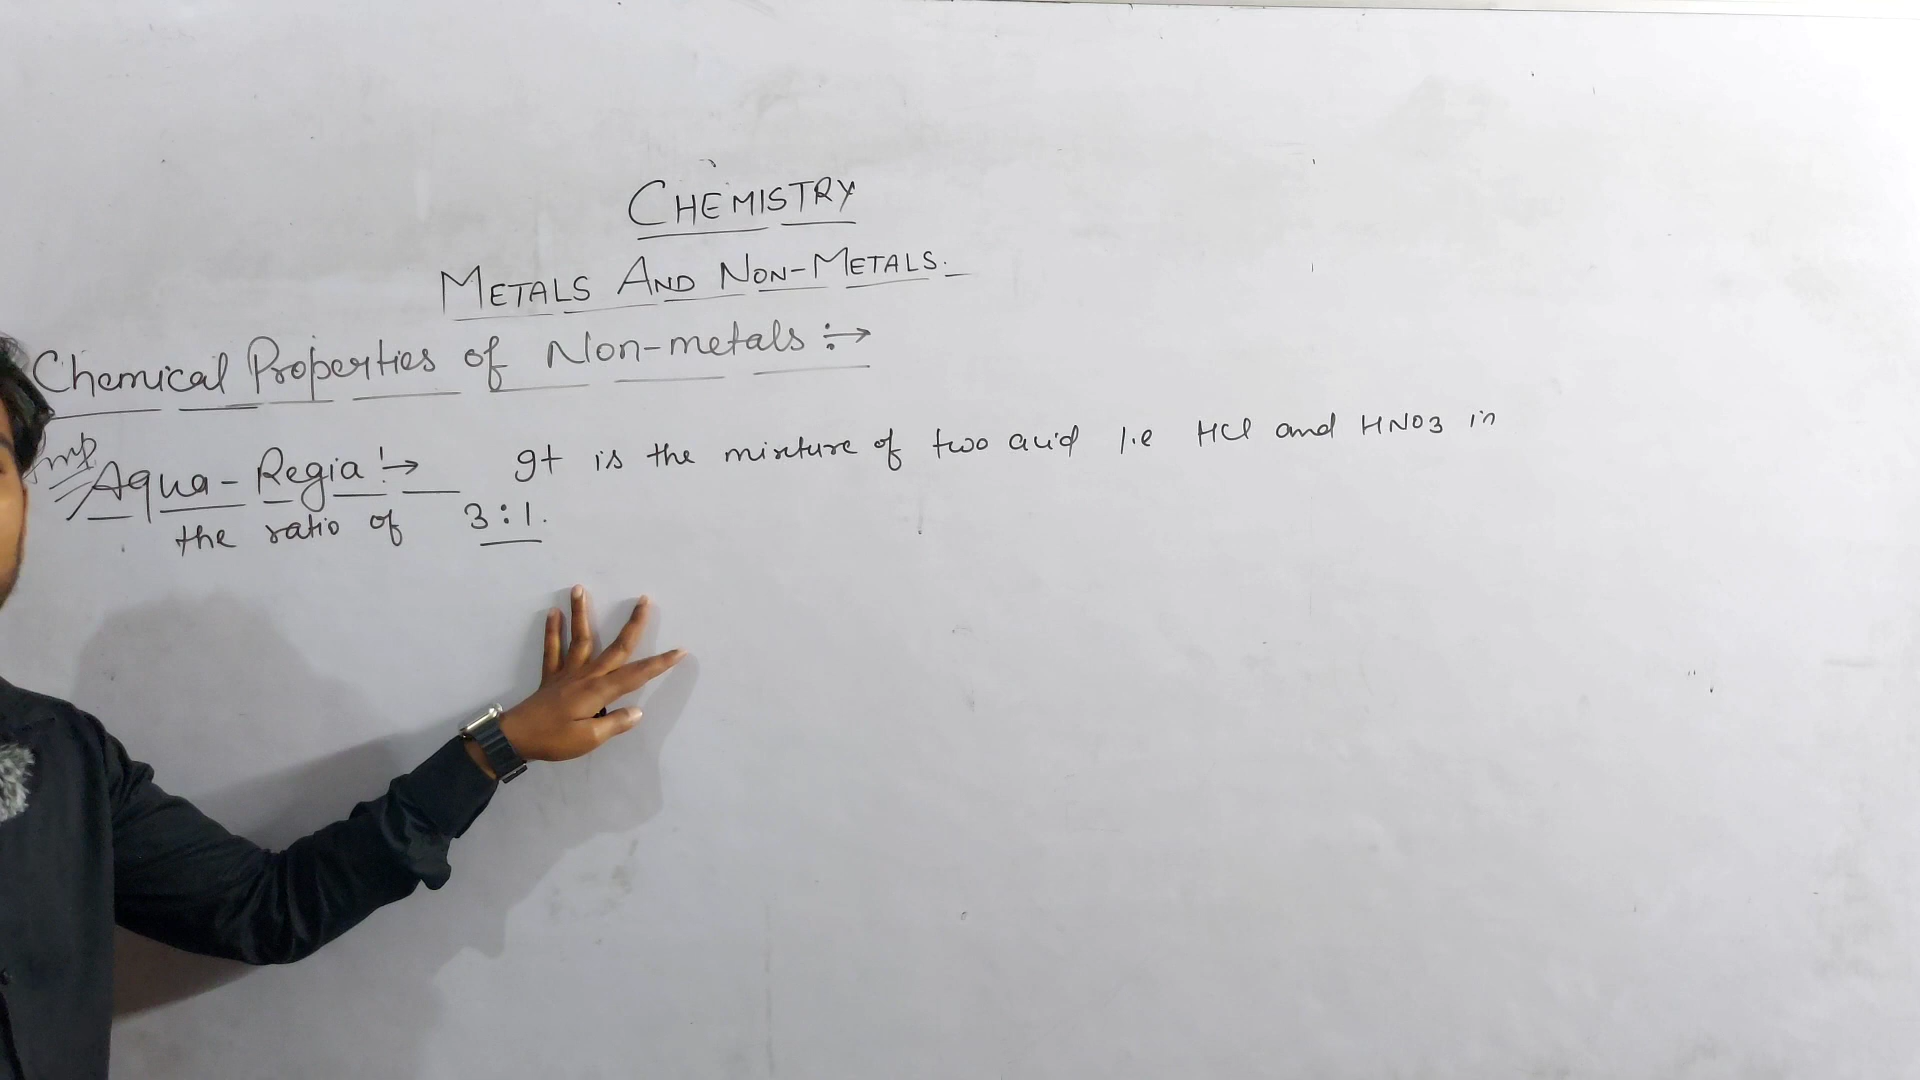 CHEMISTRY
METALS AND NON-METALS.
Chemical Properties of Non-metals :→
Imp
Aqua-Regia :→ It is the mixture of two acid i.e HCl and HNO3 in
the ratio of 3:1.